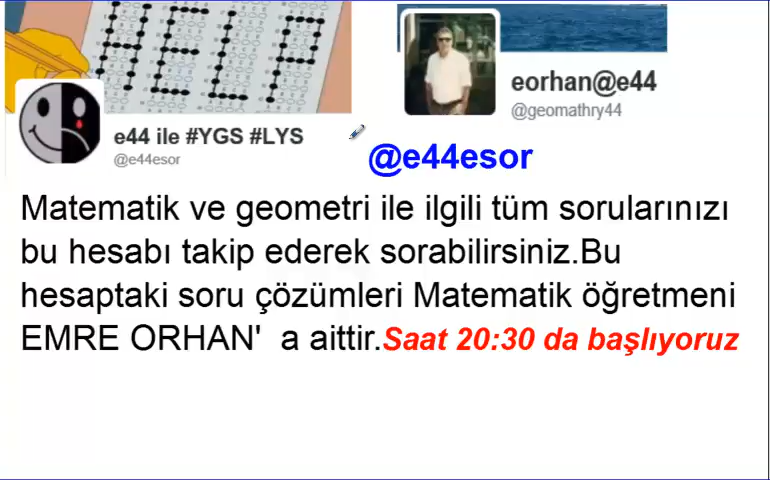 HELP
eorhan@e44
@geomathry44
e44 ile #YGS #LYS
@e44esor
@e44esor
Matematik ve geometri ile ilgili tüm sorularınızı
bu hesabı takip ederek sorabilirsiniz.Bu
hesaptaki soru çözümleri Matematik öğretmeni
EMRE ORHAN' a aittir.Saat 20:30 da başlıyoruz